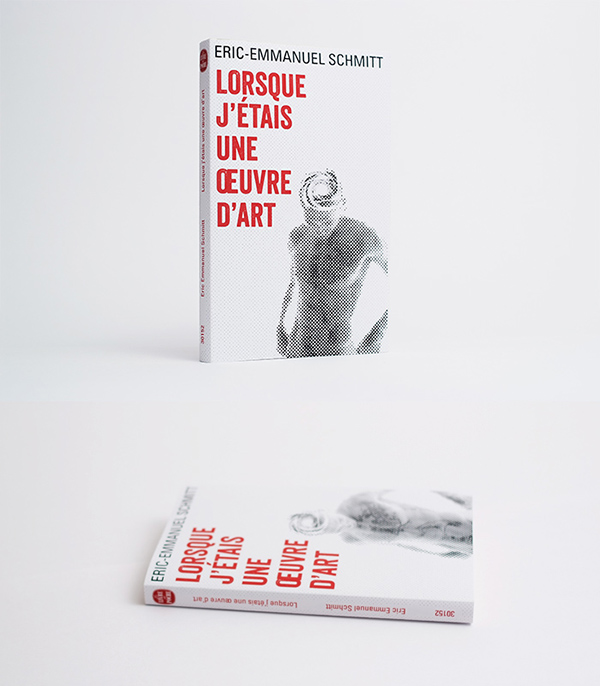 ERIC-EMMANUEL SCHMITT
LORSQUE
J'ÉTAIS
UNE
ŒUVRE
D'ART
Lorsque j'étais une œuvre d'art
Eric Emmanuel Schmitt
30152
ERIC-EMMANUEL SCHMITT
LORSQUE
J'ÉTAIS
UNE
ŒUVRE
D'ART
Lorsque j'étais une œuvre d'art
Eric Emmanuel Schmitt
30152